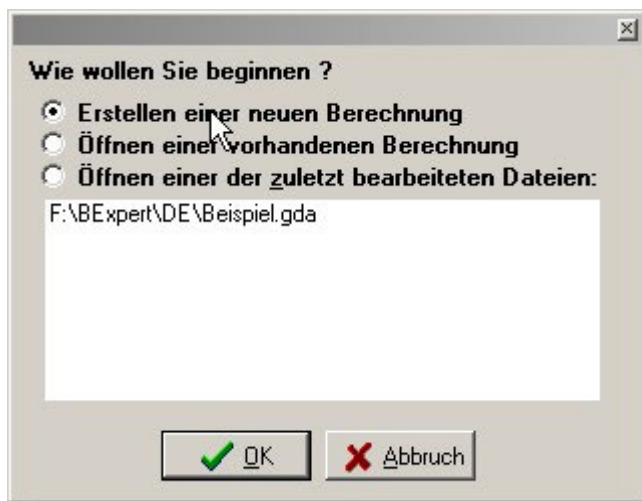 Wie wollen Sie beginnen ?
Erstellen einer neuen Berechnung
Öffnen einer vorhandenen Berechnung
Öffnen einer der zuletzt bearbeiteten Dateien:
F:\BExpert\DE\Beispiel.gda
OK
Abbruch